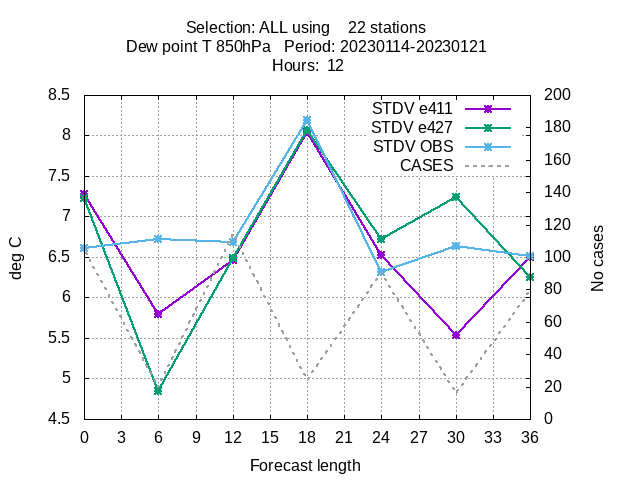 Selection: ALL using    22 stations
Dew point T 850hPa   Period: 20230114-20230121
Hours:  12
8.5
8
7.5
7
6.5
6
5.5
5
4.5
deg C
STDV e411
STDV e427
STDV OBS
CASES
200
180
160
140
120
100
80
60
40
20
0
No cases
0 3 6 9 12 15 18 21 24 27 30 33 36
Forecast length